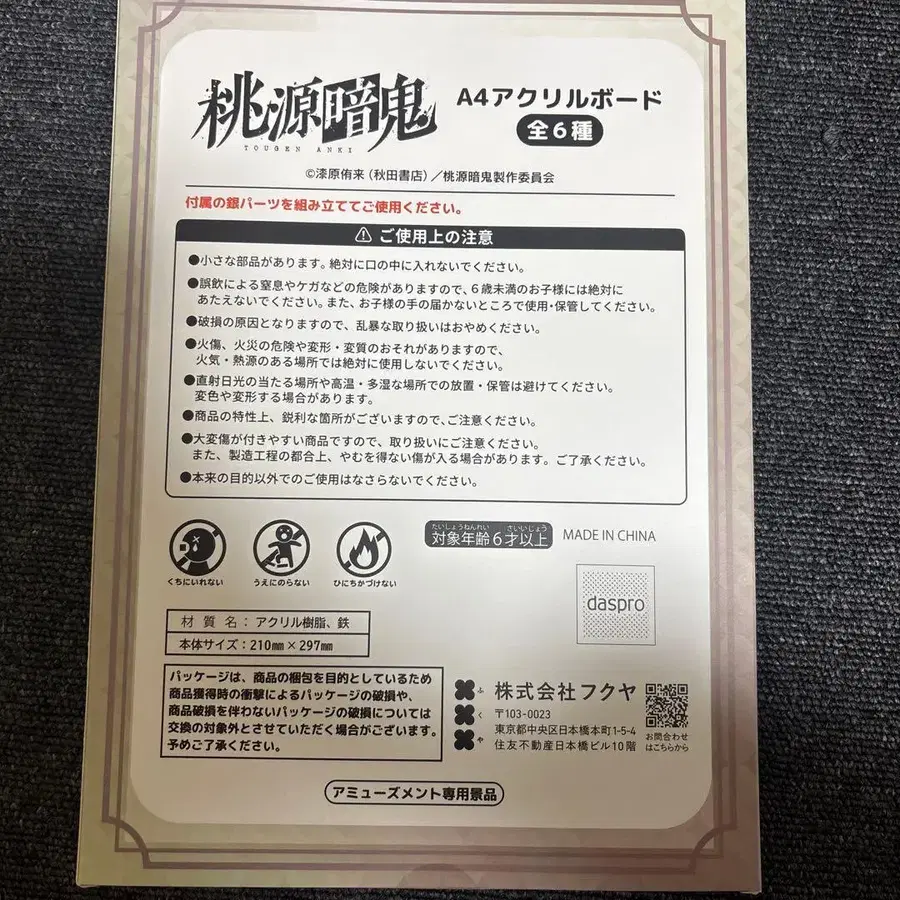 桃源暗鬼
TOUGEN ANKI
A4アクリルボード
全6種
©漆原侑来（秋田書店）／桃源暗鬼製作委員会
付属の銀パーツを組み立ててご使用ください。
⚠ ご使用上の注意
●小さな部品があります。絶対に口の中に入れないでください。
●誤飲による窒息やケガなどの危険がありますので、6歳未満のお子様には絶対に
あたえないでください。また、お子様の手の届かないところで使用・保管してください。
●破損の原因となりますので、乱暴な取り扱いはおやめください。
●火傷、火災の危険や変形・変質のおそれがありますので、
火気・熱源のある場所では絶対に使用しないでください。
●直射日光の当たる場所や高温・多湿な場所での放置・保管は避けてください。
変色や変形する場合があります。
●商品の特性上、鋭利な箇所がございますので、ご注意ください。
●大変傷が付きやすい商品ですので、取り扱いにご注意ください。
また、製造工程の都合上、やむを得ない傷が入る場合があります。ご了承ください。
●本来の目的以外でのご使用はなさらないでください。
くちにいれない
うえにのらない
ひにちかづけない
たいしょうねんれい さいいじょう
対象年齢6才以上
MADE IN CHINA
daspro
材質名：アクリル樹脂、鉄
本体サイズ：210㎜×297㎜
パッケージは、商品の梱包を目的としているため
商品獲得時の衝撃によるパッケージの破損や、
商品破損を伴わないパッケージの破損については
交換の対象外とさせていただく場合がございます。
予めご了承ください。
ふ
く
や
株式会社フクヤ
〒103-0023
東京都中央区日本橋本町1-5-4
住友不動産日本橋ビル10階
お問合わせ
はこちらから
アミューズメント専用景品